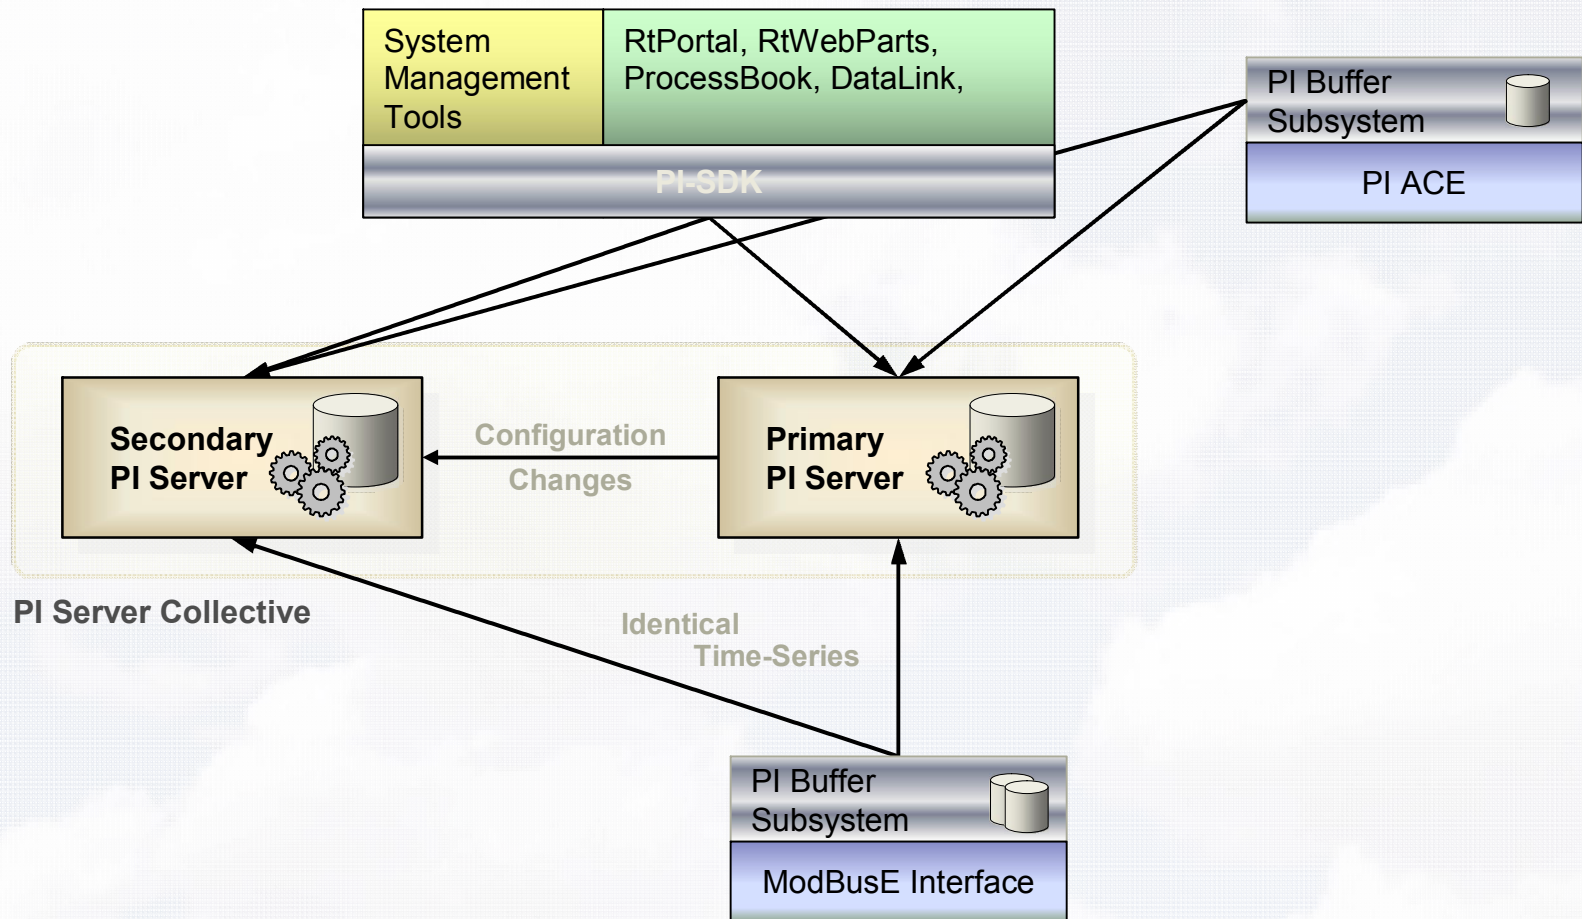 System
Management
Tools
RtPortal, RtWebParts,
ProcessBook, DataLink,
PI-SDK
PI Buffer
Subsystem
PI ACE
Secondary
PI Server
Configuration
Changes
Primary
PI Server
PI Server Collective
Identical
Time-Series
PI Buffer
Subsystem
ModBusE Interface